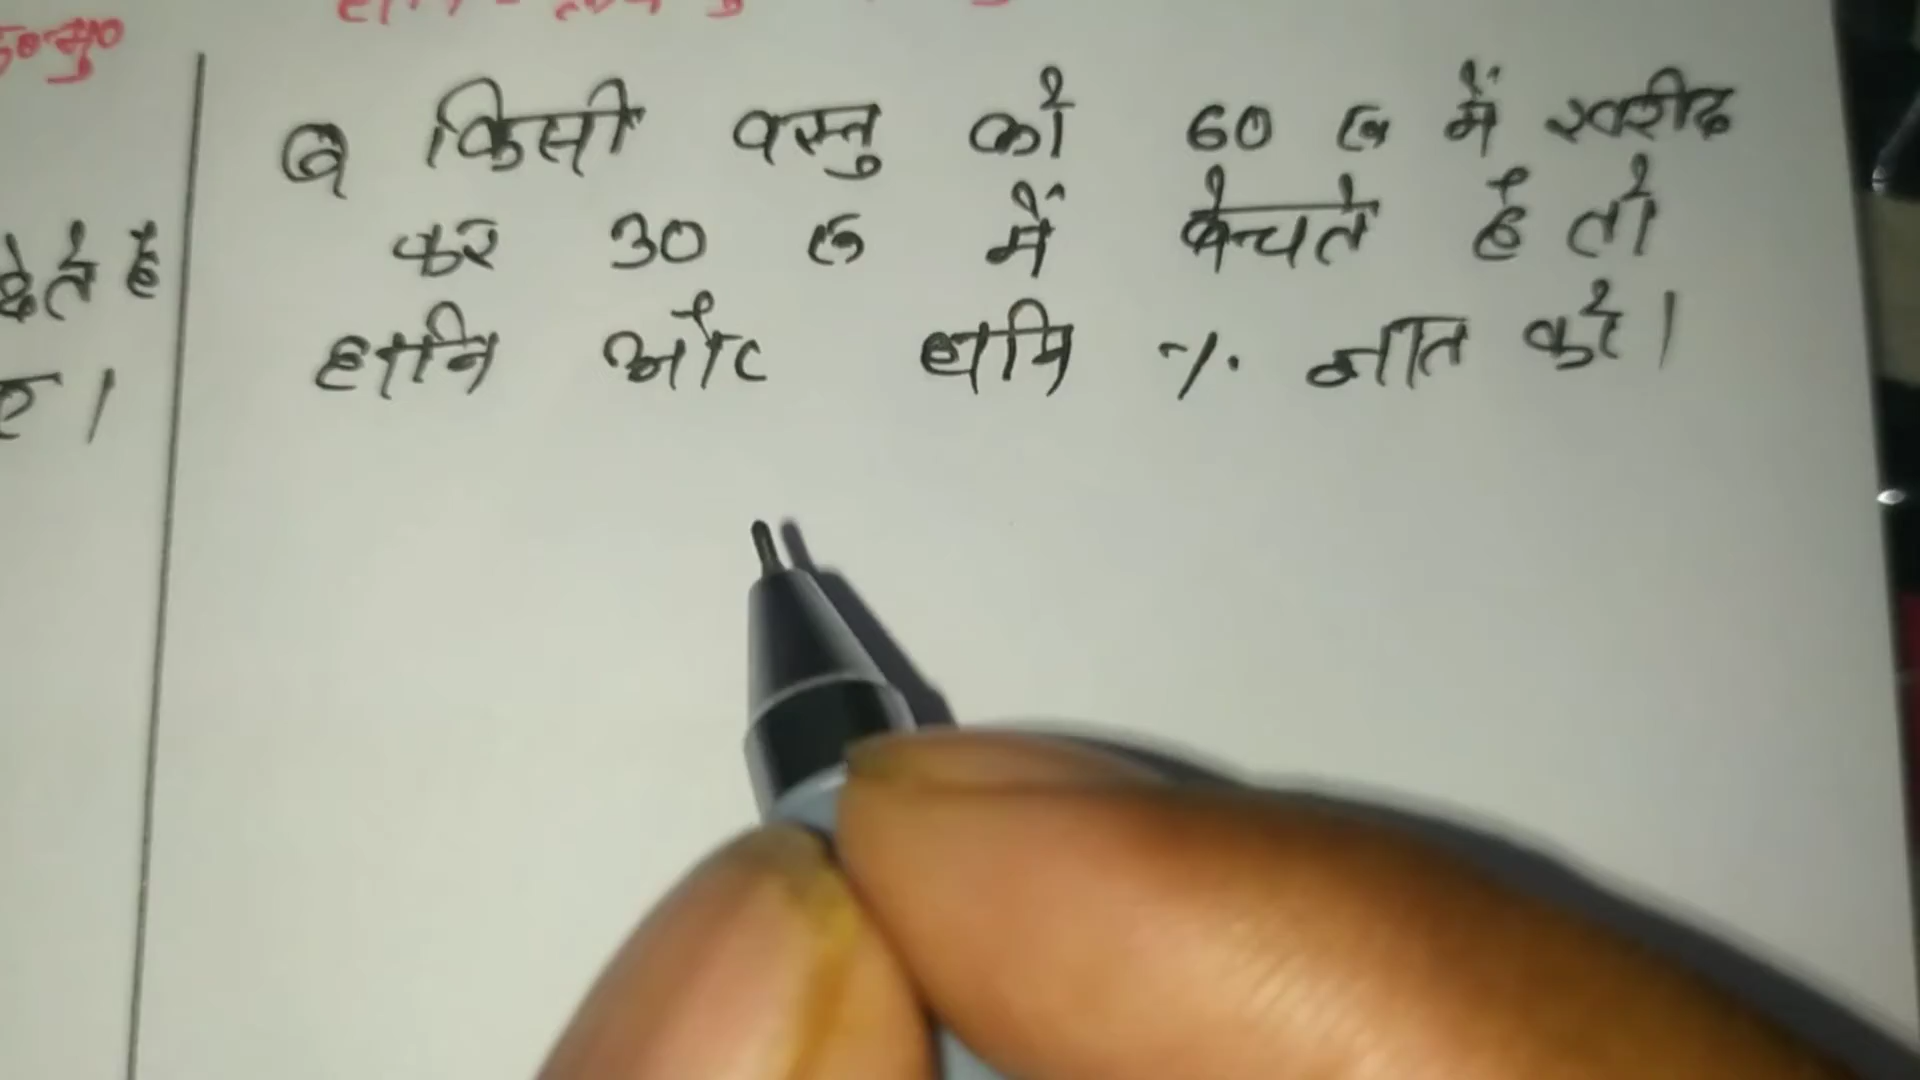 Q किसी वस्तु को 60 रु में खरीद
कर 30 रु में बेचते है तो
हानि और हानि % ज्ञात करे।
देते है